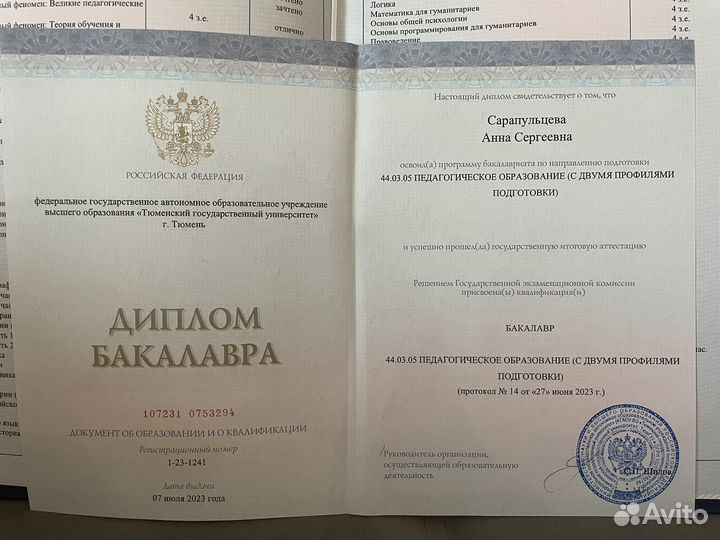 ый феномен: Великие педагогические
зачтено
ый феномен: Теория обучения и
4 з.е.
отлично
Логика
4 з.е.
Математика для гуманитариев
4 з.е.
Основы общей психологии
4 з.е.
Основы программирования для гуманитариев
4 з.е.
Правоведение
РОССИЙСКАЯ ФЕДЕРАЦИЯ
федеральное государственное автономное образовательное учреждение
высшего образования «Тюменский государственный университет»
г. Тюмень
ДИПЛОМ
БАКАЛАВРА
107231 0753294
ДОКУМЕНТ ОБ ОБРАЗОВАНИИ И О КВАЛИФИКАЦИИ
Регистрационный номер
1-23-1241
Дата выдачи
07 июля 2023 года
Настоящий диплом свидетельствует о том, что
Сарапульцева
Анна Сергеевна
освоил(а) программу бакалавриата по направлению подготовки
44.03.05 ПЕДАГОГИЧЕСКОЕ ОБРАЗОВАНИЕ (С ДВУМЯ ПРОФИЛЯМИ
ПОДГОТОВКИ)
и успешно прошел(ла) государственную итоговую аттестацию
Решением Государственной экзаменационной комиссии
присвоена(ы) квалификация(и)
БАКАЛАВР
44.03.05 ПЕДАГОГИЧЕСКОЕ ОБРАЗОВАНИЕ (С ДВУМЯ ПРОФИЛЯМИ
ПОДГОТОВКИ)
(протокол № 14 от «27» июня 2023 г.)
Руководитель организации,
осуществляющей образовательную
деятельность
час.
Avito